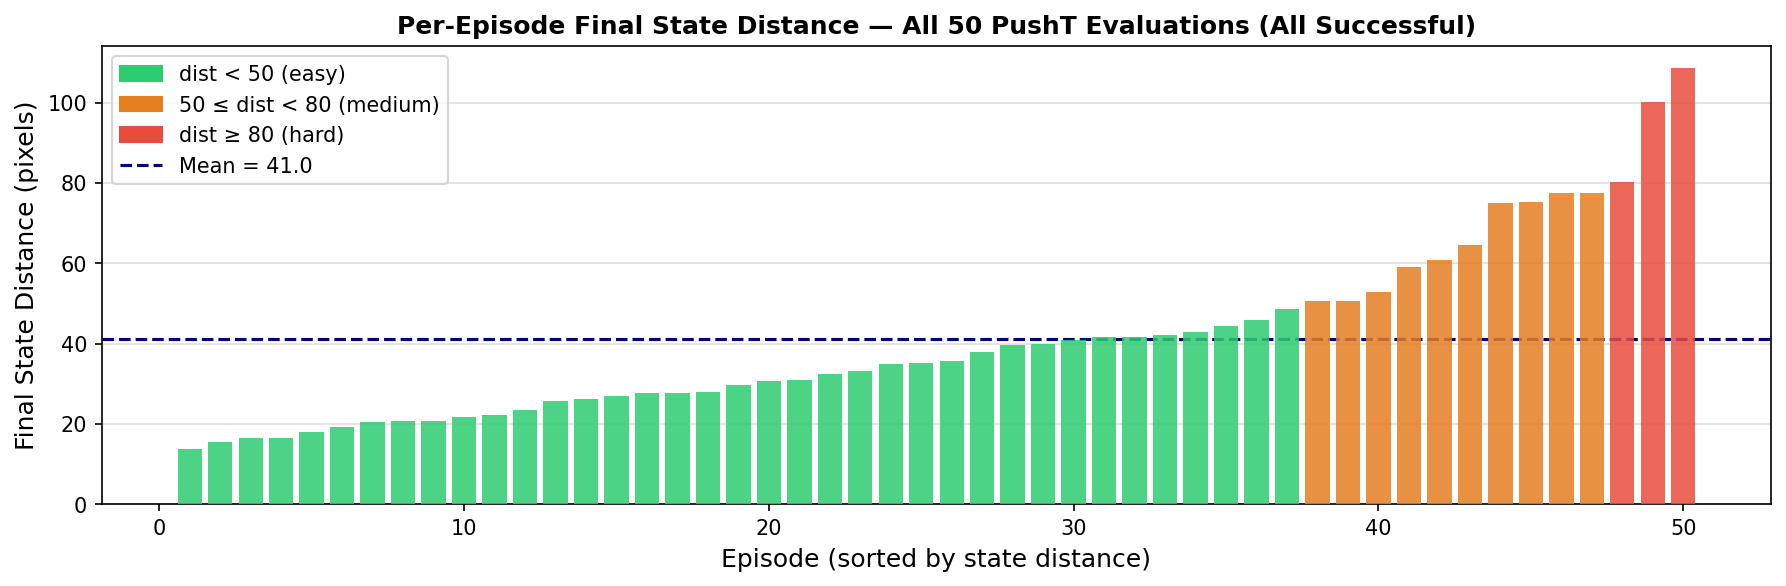 Per-Episode Final State Distance — All 50 PushT Evaluations (All Successful)
dist < 50 (easy)
50 ≤ dist < 80 (medium)
dist ≥ 80 (hard)
Mean = 41.0
Final State Distance (pixels)
100
80
60
40
20
0
0 10 20 30 40 50
Episode (sorted by state distance)